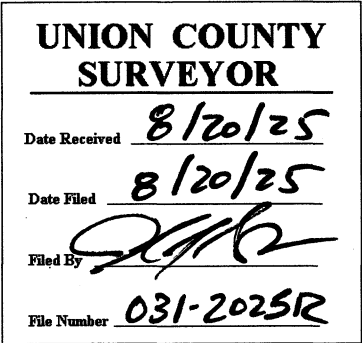 UNION COUNTY
SURVEYOR
Date Received 8/20/25
Date Filed 8/20/25
Filed By
File Number 031-2025R